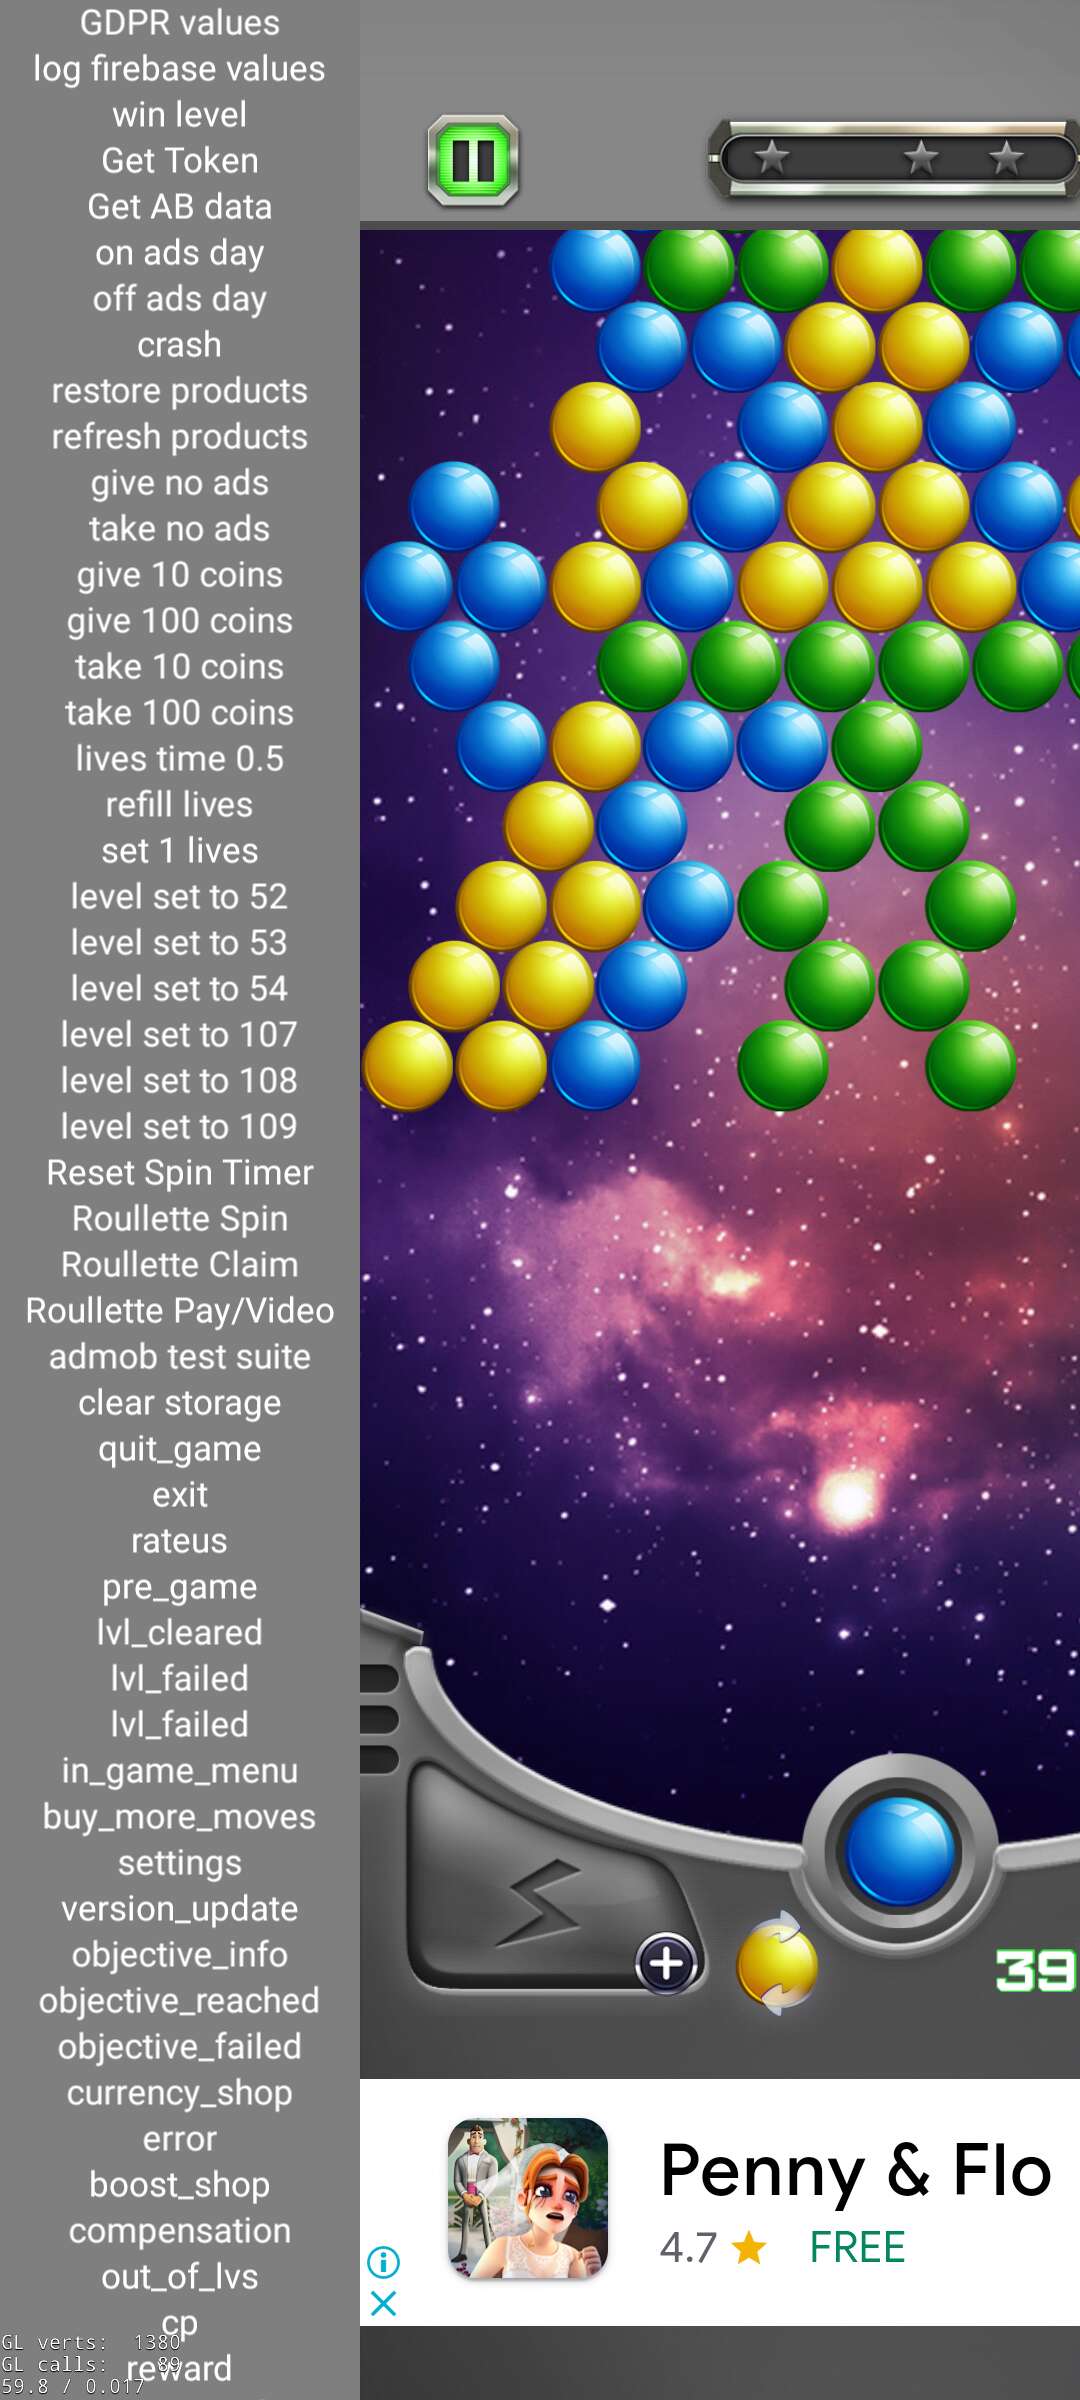 GDPR values
log firebase values
win level
Get Token
Get AB data
on ads day
off ads day
crash
restore products
refresh products
give no ads
take no ads
give 10 coins
give 100 coins
take 10 coins
take 100 coins
lives time 0.5
refill lives
set 1 lives
level set to 52
level set to 53
level set to 54
level set to 107
level set to 108
level set to 109
Reset Spin Timer
Roullette Spin
Roullette Claim
Roullette Pay/Video
admob test suite
clear storage
quit_game
exit
rateus
pre_game
lvl_cleared
lvl_failed
lvl_failed
in_game_menu
buy_more_moves
settings
version_update
objective_info
objective_reached
objective_failed
currency_shop
error
boost_shop
compensation
out_of_lvs
cp
reward
GL verts: 1380
GL calls: 89
59.8 / 0.017
39
Penny & Flo
4.7 ★ FREE